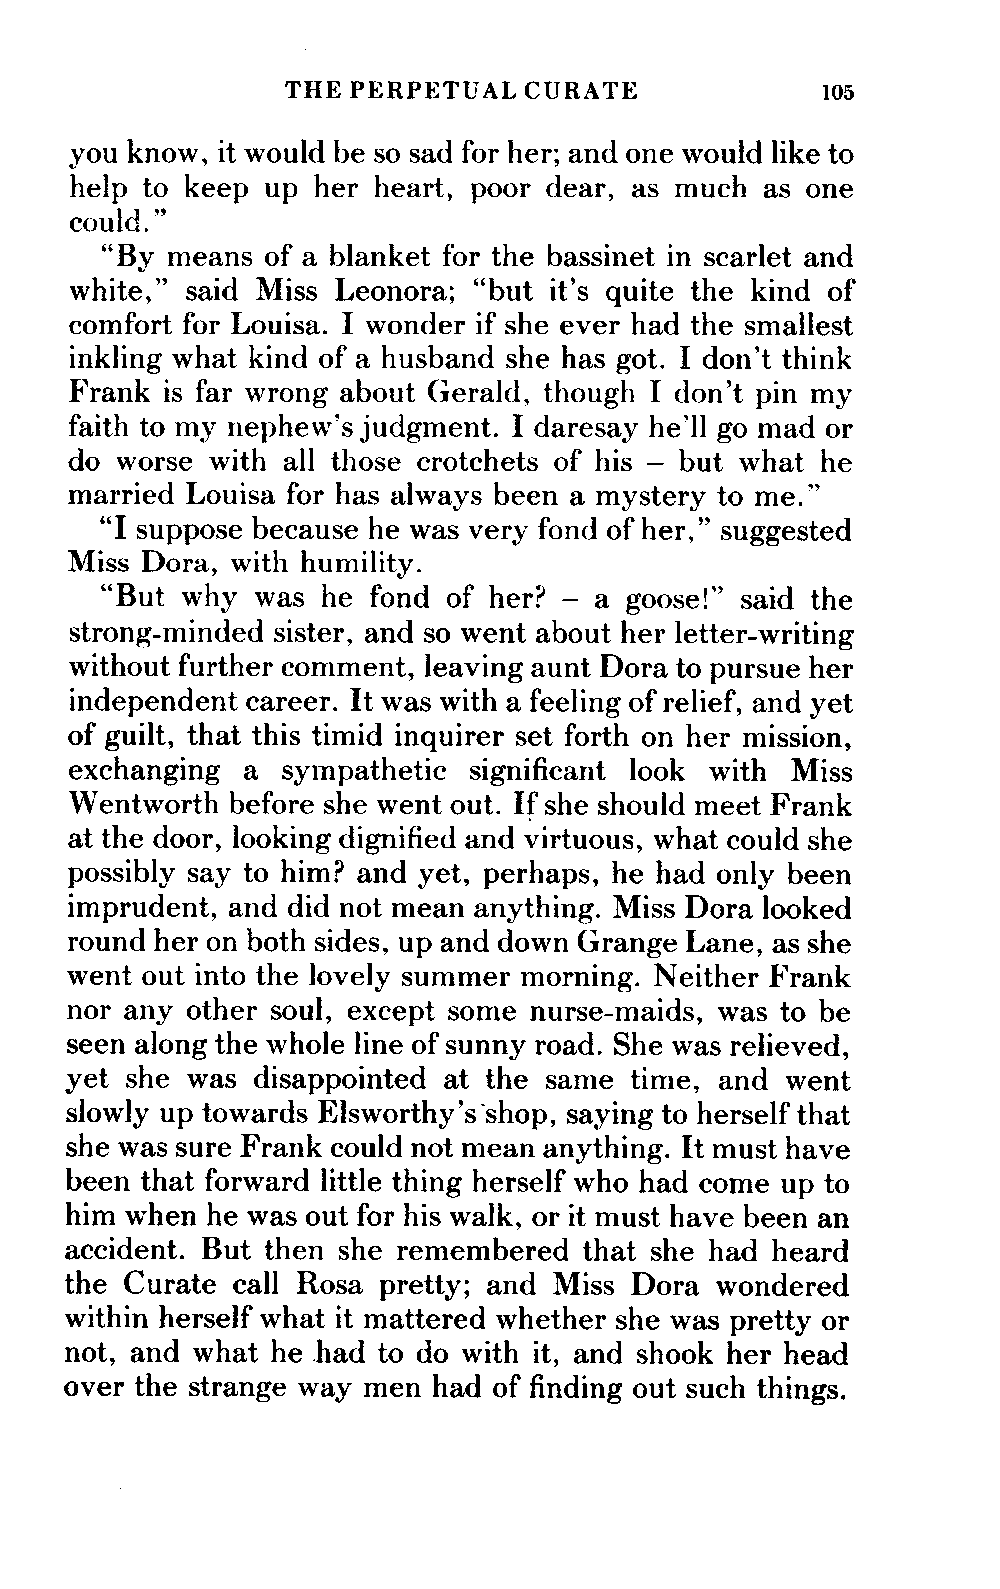 THE PERPETUAL CURATE 105
you know, it would be so sad for her; and one would like to
help to keep up her heart, poor dear, as much as one
could.”
“By means of a blanket for the bassinet in scarlet and
white,” said Miss Leonora; “but it’s quite the kind of
comfort for Louisa. I wonder if she ever had the smallest
inkling what kind of a husband she has got. I don’t think
Frank is far wrong about Gerald, though I don’t pin my
faith to my nephew’s judgment. I daresay he’ll go mad or
do worse with all those crotchets of his – but what he
married Louisa for has always been a mystery to me.”
“I suppose because he was very fond of her,” suggested
Miss Dora, with humility.
“But why was he fond of her? – a goose!” said the
strong-minded sister, and so went about her letter-writing
without further comment, leaving aunt Dora to pursue her
independent career. It was with a feeling of relief, and yet
of guilt, that this timid inquirer set forth on her mission,
exchanging a sympathetic significant look with Miss
Wentworth before she went out. If she should meet Frank
at the door, looking dignified and virtuous, what could she
possibly say to him? and yet, perhaps, he had only been
imprudent, and did not mean anything. Miss Dora looked
round her on both sides, up and down Grange Lane, as she
went out into the lovely summer morning. Neither Frank
nor any other soul, except some nurse-maids, was to be
seen along the whole line of sunny road. She was relieved,
yet she was disappointed at the same time, and went
slowly up towards Elsworthy’s shop, saying to herself that
she was sure Frank could not mean anything. It must have
been that forward little thing herself who had come up to
him when he was out for his walk, or it must have been an
accident. But then she remembered that she had heard
the Curate call Rosa pretty; and Miss Dora wondered
within herself what it mattered whether she was pretty or
not, and what he had to do with it, and shook her head
over the strange way men had of finding out such things.